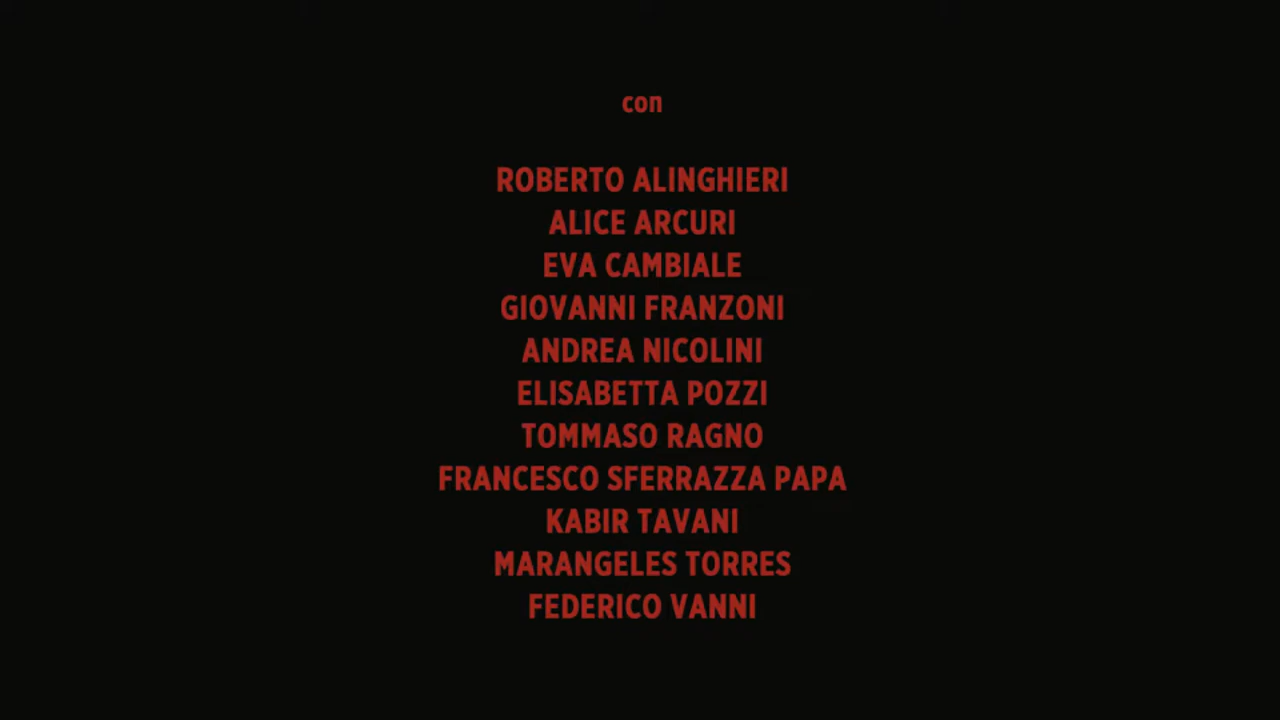 con
ROBERTO ALINGHIERI
ALICE ARCURI
EVA CAMBIALE
GIOVANNI FRANZONI
ANDREA NICOLINI
ELISABETTA POZZI
TOMMASO RAGNO
FRANCESCO SFERRAZZA PAPA
KABIR TAVANI
MARANGELES TORRES
FEDERICO VANNI